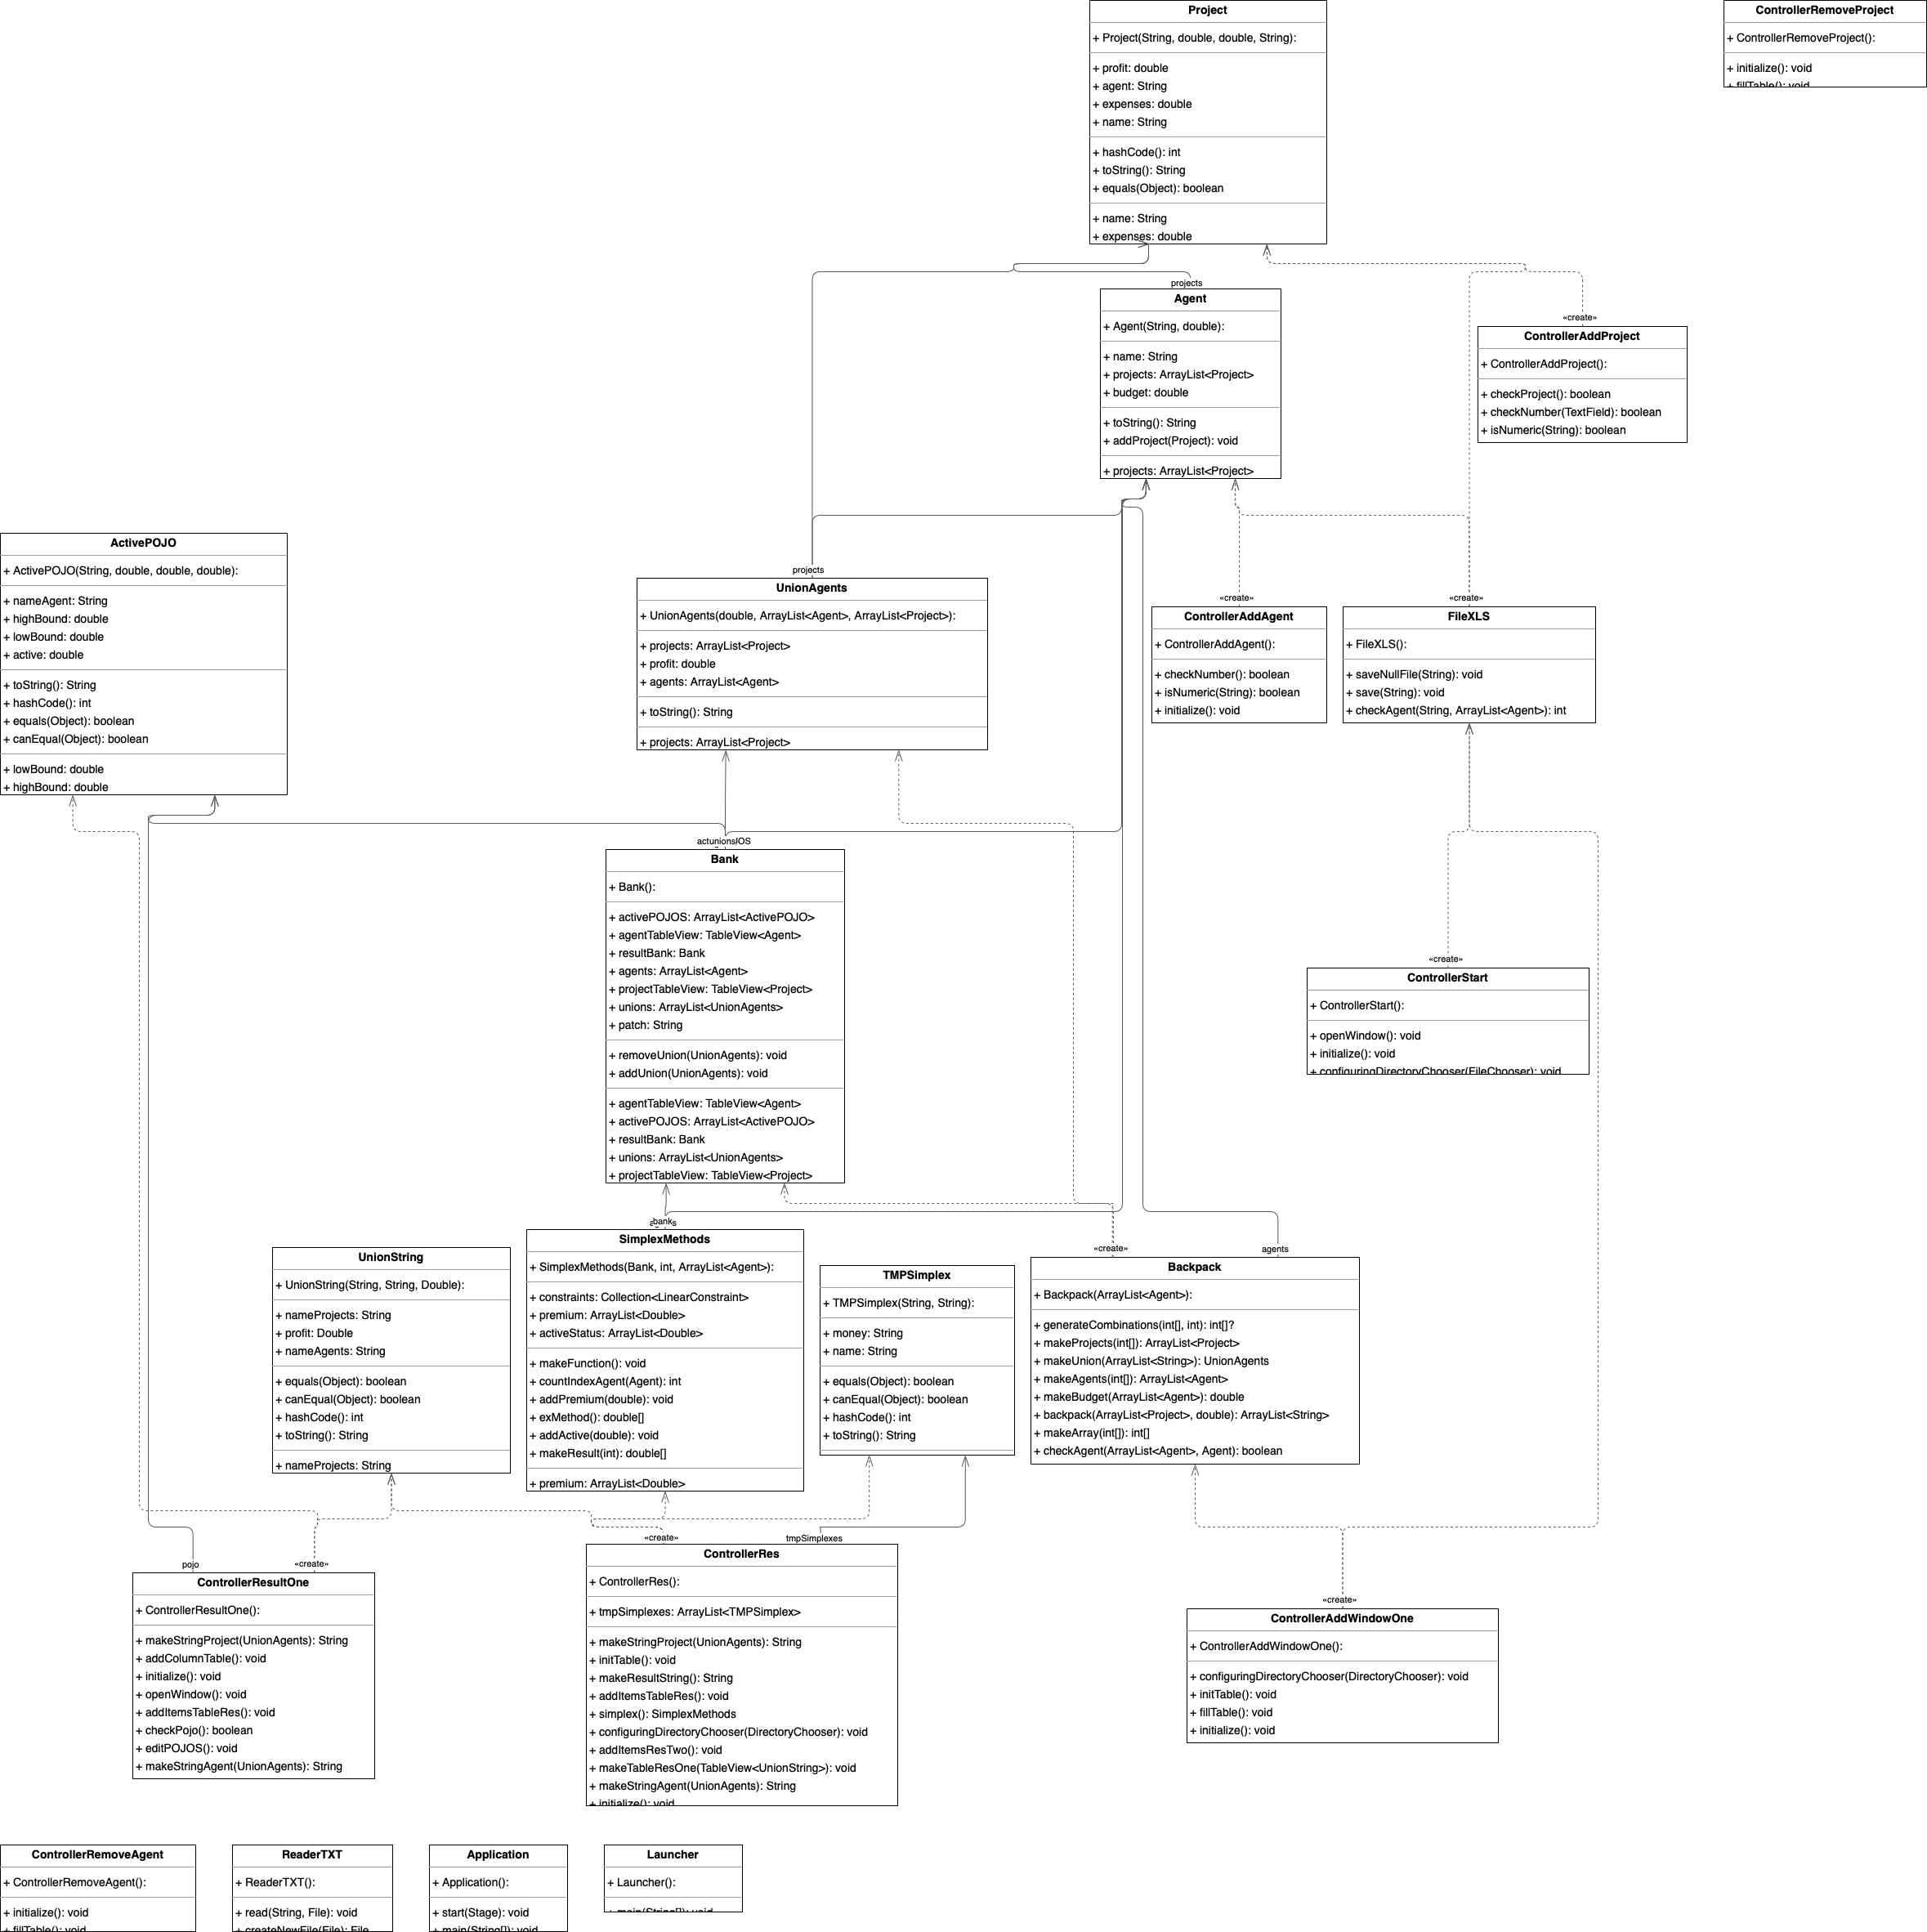 Project
+ Project(String, double, double, String):
+ profit: double
+ agent: String
+ expenses: double
+ name: String
+ hashCode(): int
+ toString(): String
+ equals(Object): boolean
+ name: String
+ expenses: double
ControllerRemoveProject
+ ControllerRemoveProject():
+ initialize(): void
+ fillTable(): void
projects
Agent
+ Agent(String, double):
+ name: String
+ projects: ArrayList<Project>
+ budget: double
+ toString(): String
+ addProject(Project): void
+ projects: ArrayList<Project>
«create»
ControllerAddProject
+ ControllerAddProject():
+ checkProject(): boolean
+ checkNumber(TextField): boolean
+ isNumeric(String): boolean
ActivePOJO
+ ActivePOJO(String, double, double, double):
+ nameAgent: String
+ highBound: double
+ lowBound: double
+ active: double
+ toString(): String
+ hashCode(): int
+ equals(Object): boolean
+ canEqual(Object): boolean
+ lowBound: double
+ highBound: double
projects
UnionAgents
+ UnionAgents(double, ArrayList<Agent>, ArrayList<Project>):
+ projects: ArrayList<Project>
+ profit: double
+ agents: ArrayList<Agent>
+ toString(): String
+ projects: ArrayList<Project>
«create»
ControllerAddAgent
+ ControllerAddAgent():
+ checkNumber(): boolean
+ isNumeric(String): boolean
+ initialize(): void
«create»
FileXLS
+ FileXLS():
+ saveNullFile(String): void
+ save(String): void
+ checkAgent(String, ArrayList<Agent>): int
Bank
+ Bank():
+ activePOJOS: ArrayList<ActivePOJO>
+ agentTableView: TableView<Agent>
+ resultBank: Bank
+ agents: ArrayList<Agent>
+ projectTableView: TableView<Project>
+ unions: ArrayList<UnionAgents>
+ patch: String
+ removeUnion(UnionAgents): void
+ addUnion(UnionAgents): void
+ agentTableView: TableView<Agent>
+ activePOJOS: ArrayList<ActivePOJO>
+ resultBank: Bank
+ unions: ArrayList<UnionAgents>
+ projectTableView: TableView<Project>
«create»
ControllerStart
+ ControllerStart():
+ openWindow(): void
+ initialize(): void
+ configuringDirectoryChooser(FileChooser): void
UnionString
+ UnionString(String, String, Double):
+ nameProjects: String
+ profit: Double
+ nameAgents: String
+ equals(Object): boolean
+ canEqual(Object): boolean
+ hashCode(): int
+ toString(): String
+ nameProjects: String
bank
SimplexMethods
+ SimplexMethods(Bank, int, ArrayList<Agent>):
+ constraints: Collection<LinearConstraint>
+ premium: ArrayList<Double>
+ activeStatus: ArrayList<Double>
+ makeFunction(): void
+ countIndexAgent(Agent): int
+ addPremium(double): void
+ exMethod(): double[]
+ addActive(double): void
+ makeResult(int): double[]
+ premium: ArrayList<Double>
TMPSimplex
+ TMPSimplex(String, String):
+ money: String
+ name: String
+ equals(Object): boolean
+ canEqual(Object): boolean
+ hashCode(): int
+ toString(): String
«create»
agents
Backpack
+ Backpack(ArrayList<Agent>):
+ generateCombinations(int[], int): int[]?
+ makeProjects(int[]): ArrayList<Project>
+ makeUnion(ArrayList<String>): UnionAgents
+ makeAgents(int[]): ArrayList<Agent>
+ makeBudget(ArrayList<Agent>): double
+ backpack(ArrayList<Project>, double): ArrayList<String>
+ makeArray(int[]): int[]
+ checkAgent(ArrayList<Agent>, Agent): boolean
pojo
«create»
ControllerResultOne
+ ControllerResultOne():
+ makeStringProject(UnionAgents): String
+ addColumnTable(): void
+ initialize(): void
+ openWindow(): void
+ addItemsTableRes(): void
+ checkPojo(): boolean
+ editPOJOS(): void
+ makeStringAgent(UnionAgents): String
«create»
tmpSimplexes
ControllerRes
+ ControllerRes():
+ tmpSimplexes: ArrayList<TMPSimplex>
+ makeStringProject(UnionAgents): String
+ initTable(): void
+ makeResultString(): String
+ addItemsTableRes(): void
+ simplex(): SimplexMethods
+ configuringDirectoryChooser(DirectoryChooser): void
+ addItemsResTwo(): void
+ makeTableResOne(TableView<UnionString>): void
+ makeStringAgent(UnionAgents): String
+ initialize(): void
«create»
ControllerAddWindowOne
+ ControllerAddWindowOne():
+ configuringDirectoryChooser(DirectoryChooser): void
+ initTable(): void
+ fillTable(): void
+ initialize(): void
ControllerRemoveAgent
+ ControllerRemoveAgent():
+ initialize(): void
+ fillTable(): void
ReaderTXT
+ ReaderTXT():
+ read(String, File): void
+ createNewFile(File): File
Application
+ Application():
+ start(Stage): void
+ main(String[]): void
Launcher
+ Launcher():
+ main(String[]): void